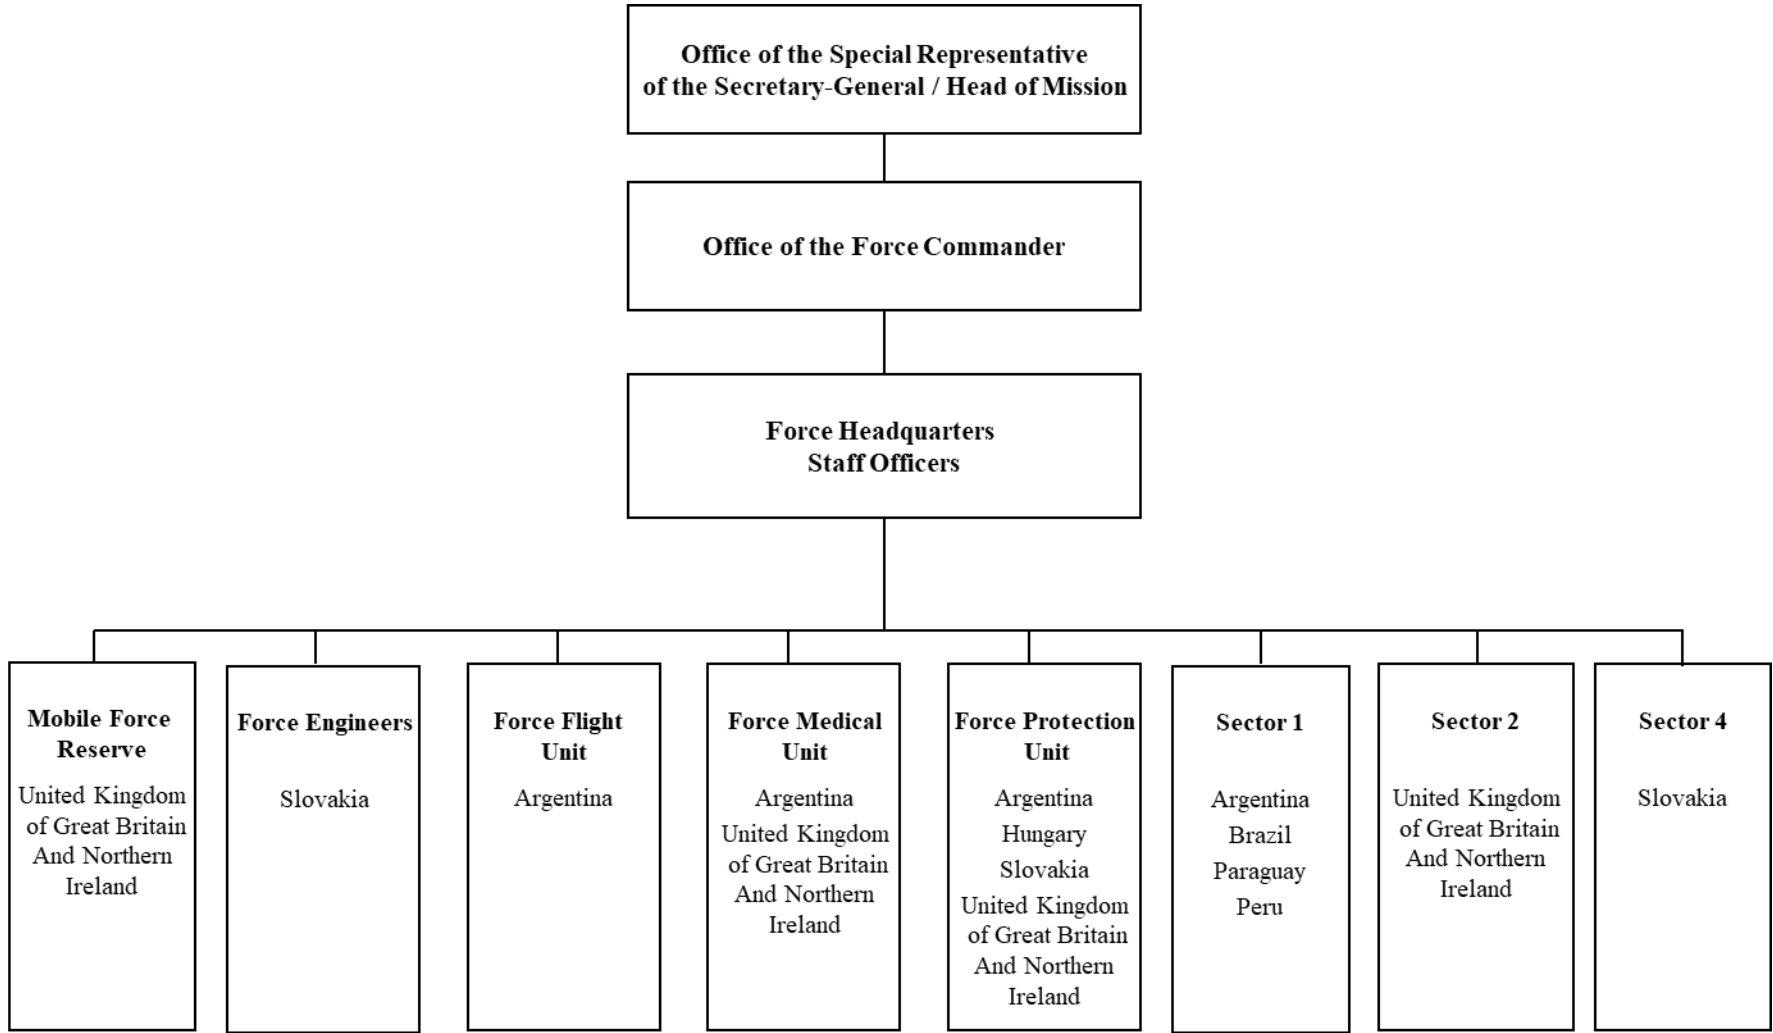 Office of the Special Representative
of the Secretary-General / Head of Mission
Office of the Force Commander
Force Headquarters
Staff Officers
Mobile Force
Reserve
United Kingdom
of Great Britain
And Northern
Ireland
Force Engineers
Slovakia
Force Flight
Unit
Argentina
Force Medical
Unit
Argentina
United Kingdom
of Great Britain
And Northern
Ireland
Force Protection
Unit
Argentina
Hungary
Slovakia
United Kingdom
of Great Britain
And Northern
Ireland
Sector 1
Argentina
Brazil
Paraguay
Peru
Sector 2
United Kingdom
of Great Britain
And Northern
Ireland
Sector 4
Slovakia